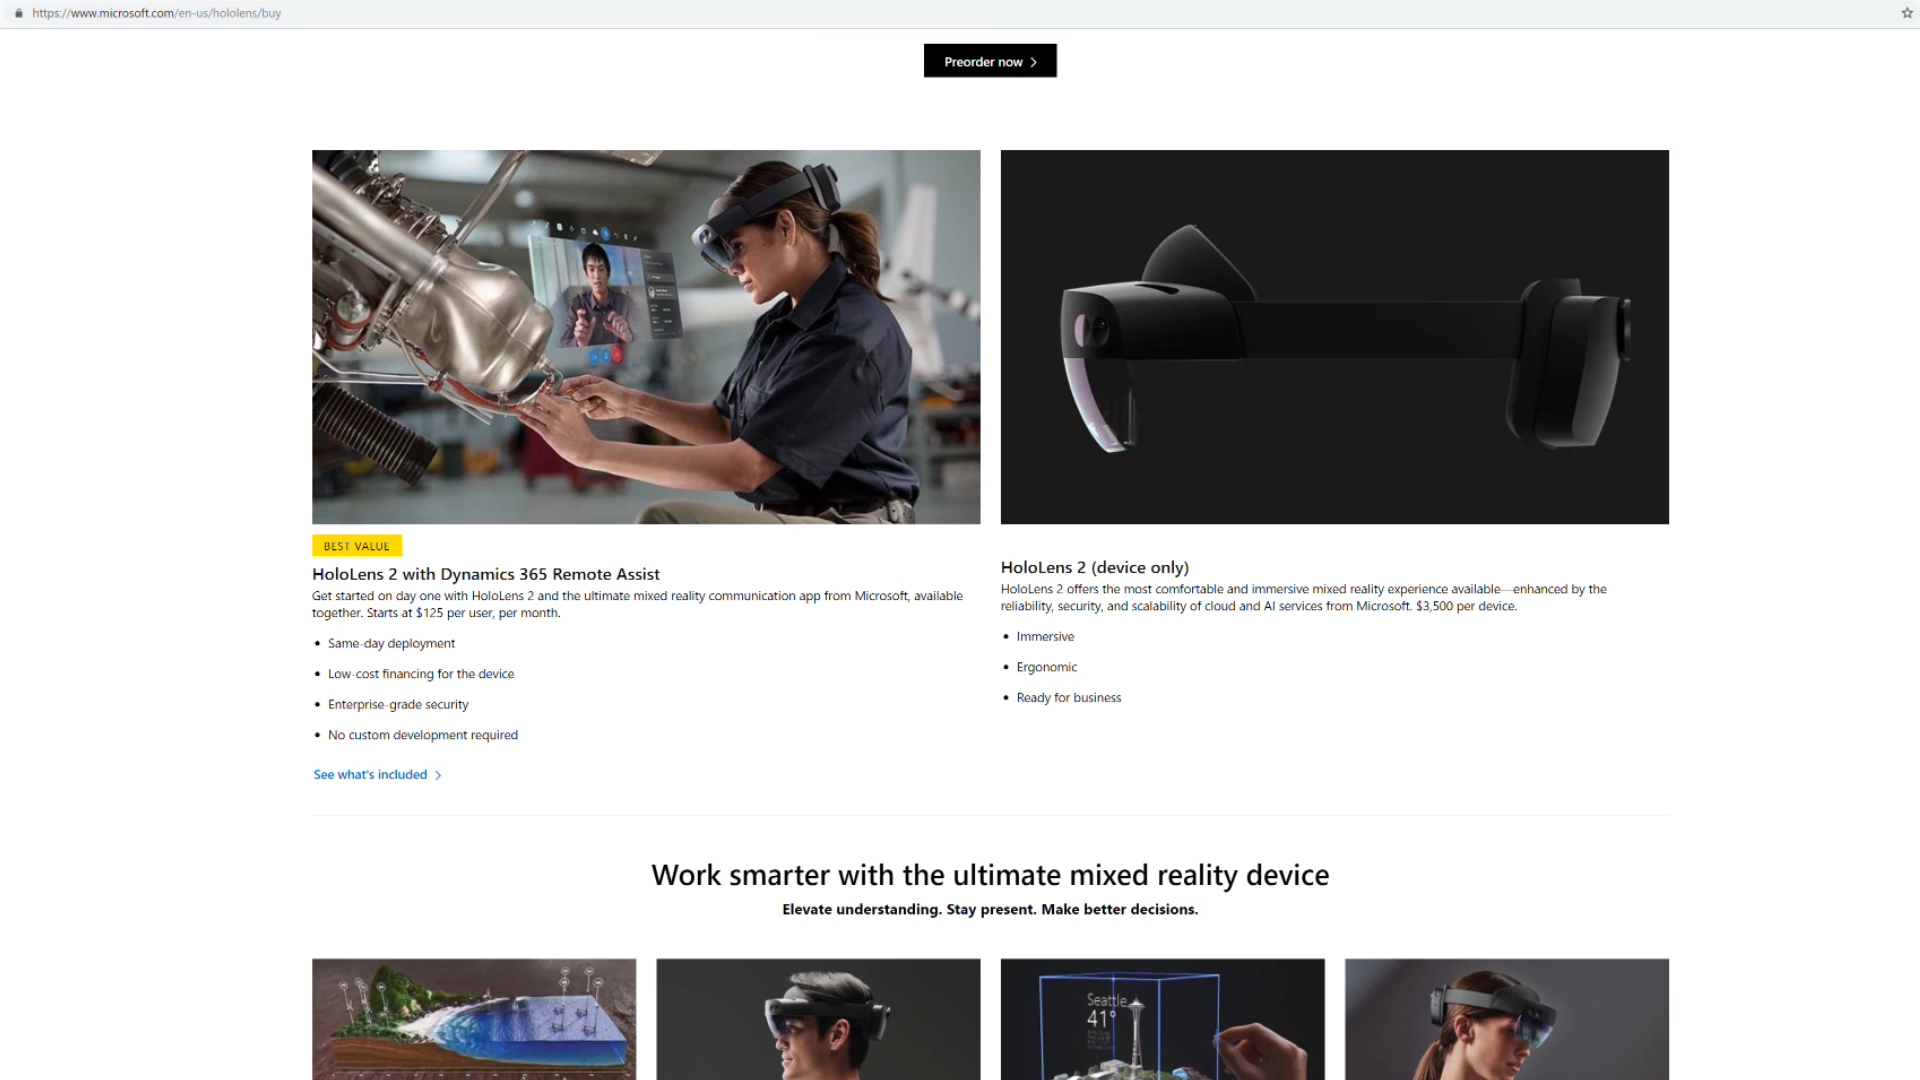 https://www.microsoft.com/en-us/hololens/buy
Preorder now
BEST VALUE
HoloLens 2 with Dynamics 365 Remote Assist
Get started on day one with HoloLens 2 and the ultimate mixed reality communication app from Microsoft, available
together. Starts at $125 per user, per month.
• Same-day deployment
• Low-cost financing for the device
• Enterprise-grade security
• No custom development required
See what's included
HoloLens 2 (device only)
HoloLens 2 offers the most comfortable and immersive mixed reality experience available—enhanced by the
reliability, security, and scalability of cloud and AI services from Microsoft. $3,500 per device.
• Immersive
• Ergonomic
• Ready for business
Work smarter with the ultimate mixed reality device
Elevate understanding. Stay present. Make better decisions.
Seattle
41°